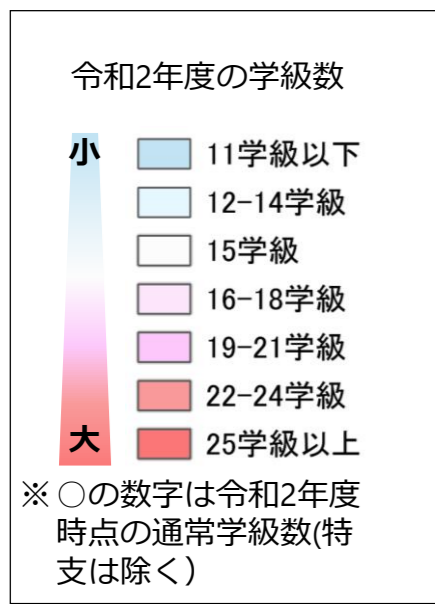 令和2年度の学級数
小
11学級以下
12-14学級
15学級
16-18学級
19-21学級
22-24学級
大
25学級以上
※ ○の数字は令和2年度
時点の通常学級数(特
支は除く）